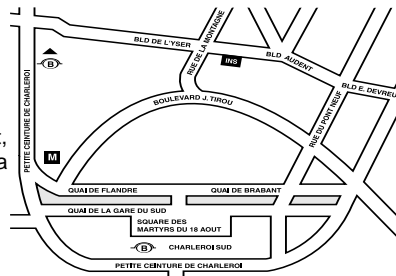 BLD DE L'YSER
RUE DE LA MONTAGNE
BLD AUDENT
INS
B
BLD E. DEVREU
PETITE CEINTURE DE CHARLEROI
BOULEVARD J. TIROU
RUE DU PONT NEUF
t,
a
M
QUAI DE FLANDRE
QUAI DE BRABANT
QUAI DE LA GARE DU SUD
SQUARE DES
MARTYRS DU 18 AOUT
B
CHARLEROI SUD
PETITE CEINTURE DE CHARLEROI